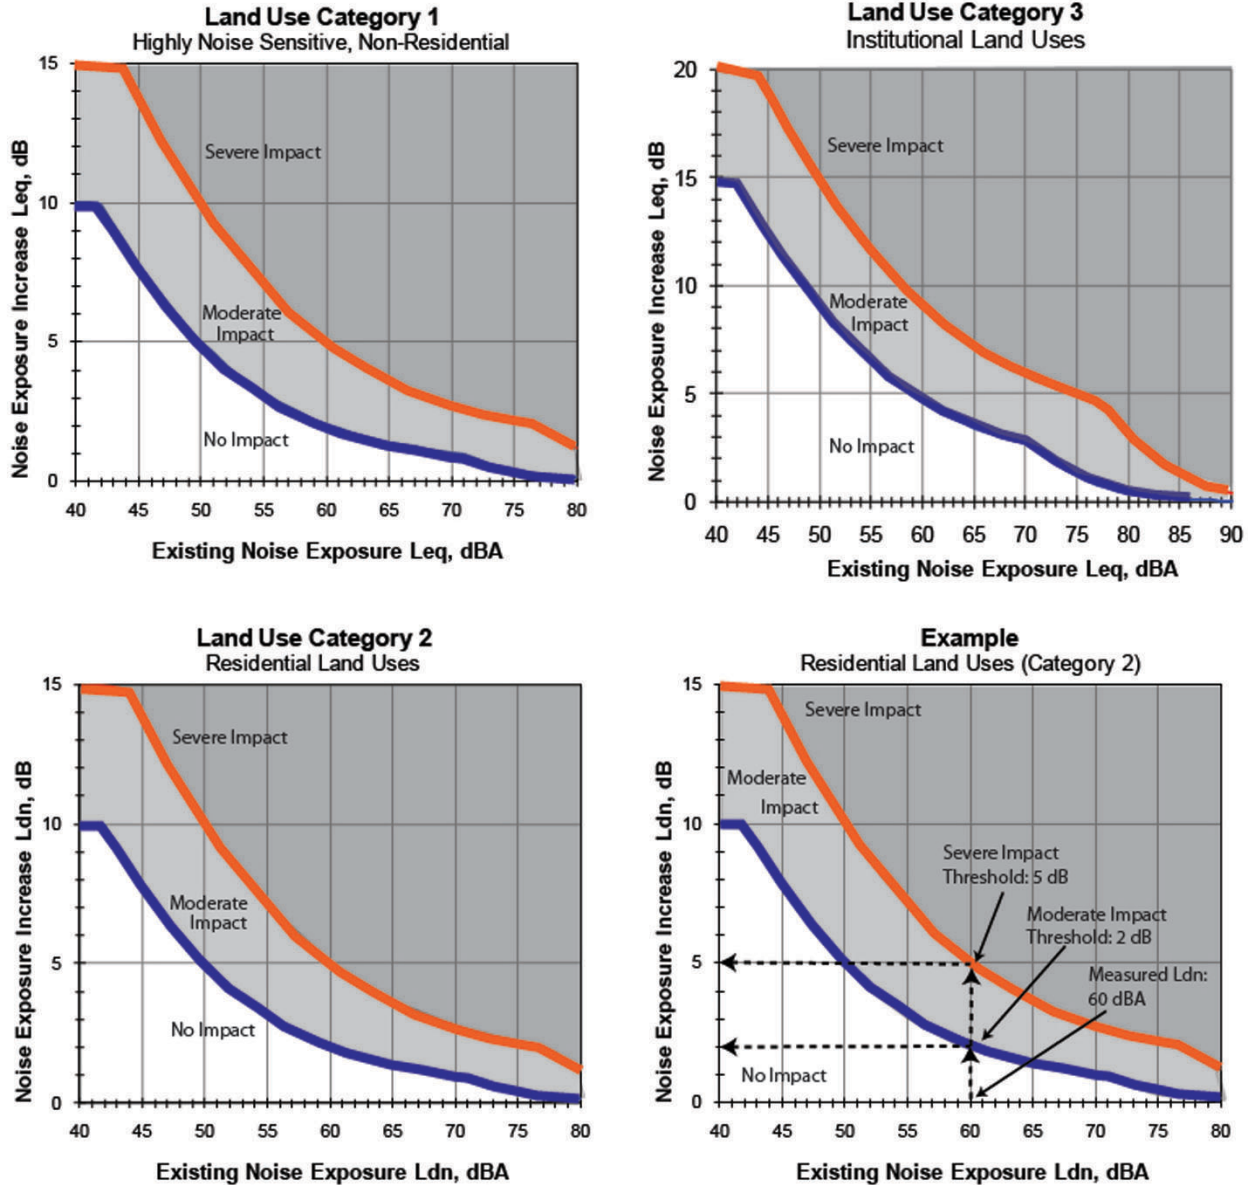 Land Use Category 1
Highly Noise Sensitive, Non-Residential
15
10
5
0
Noise Exposure Increase Leq, dB
Severe Impact
Moderate
Impact
No Impact
40 45 50 55 60 65 70 75 80
Existing Noise Exposure Leq, dBA
Land Use Category 3
Institutional Land Uses
20
15
10
5
0
Noise Exposure Increase Leq, dB
Severe Impact
Moderate
Impact
No Impact
40 45 50 55 60 65 70 75 80 85 90
Existing Noise Exposure Leq, dBA
Land Use Category 2
Residential Land Uses
15
10
5
0
Noise Exposure Increase Ldn, dB
Severe Impact
Moderate
Impact
No Impact
40 45 50 55 60 65 70 75 80
Existing Noise Exposure Ldn, dBA
Example
Residential Land Uses (Category 2)
15
10
5
0
Noise Exposure Increase Ldn, dB
Severe Impact
Moderate
Impact
Severe Impact
Threshold: 5 dB
Moderate Impact
Threshold: 2 dB
Measured Ldn:
60 dBA
No Impact
40 45 50 55 60 65 70 75 80
Existing Noise Exposure Ldn, dBA